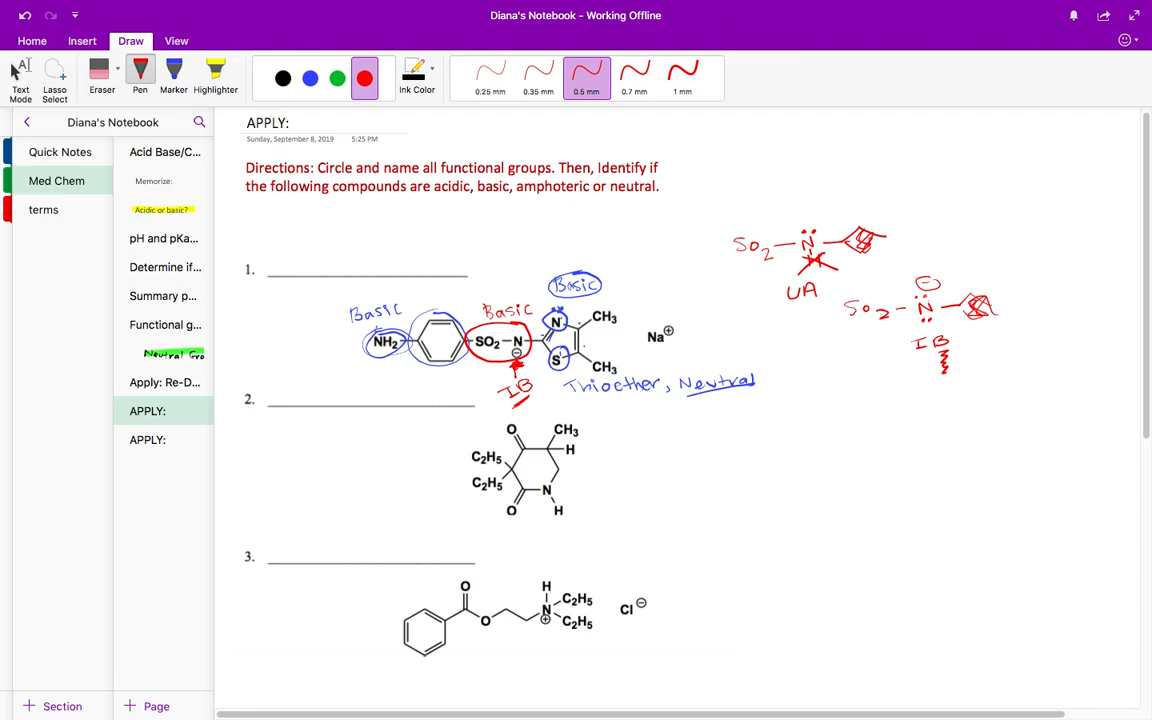 Diana's Notebook - Working Offline
Home Insert Draw View
Text Mode
Lasso Select
Eraser
Pen
Marker
Highlighter
Ink Color
0.25 mm
0.35 mm
0.5 mm
0.7 mm
1 mm
Diana's Notebook
Quick Notes
Med Chem
terms
Acid Base/C...
Memorize:
Acidic or basic?
pH and pKa...
Determine if...
Summary p...
Functional g...
Neutral Gro
Apply: Re-D...
APPLY:
APPLY:
+ Section
+ Page
APPLY:
Sunday, September 8, 2019 5:25 PM
Directions: Circle and name all functional groups. Then, Identify if
the following compounds are acidic, basic, amphoteric or neutral.
SO2 N
UA
SO2 N ⊖
IB
1.
Basic
Basic
Basic
NH2 SO2 N ⊖ N S CH3 CH3 Na⊕
IB
Thioether, Neutral
2.
O CH3
H
C2H5
C2H5
N
O H
3.
O H
C2H5
O N ⊕ Cl⊖
C2H5